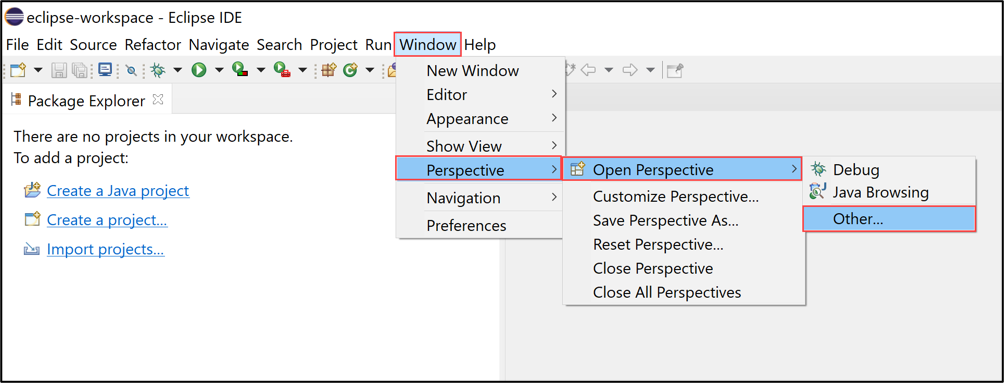 eclipse-workspace - Eclipse IDE
File Edit Source Refactor Navigate Search Project Run Window Help
Package Explorer
There are no projects in your workspace.
To add a project:
Create a Java project
Create a project...
Import projects...
New Window
Editor
Appearance
Show View
Perspective
Navigation
Preferences
Open Perspective
Customize Perspective...
Save Perspective As...
Reset Perspective...
Close Perspective
Close All Perspectives
Debug
Java Browsing
Other...